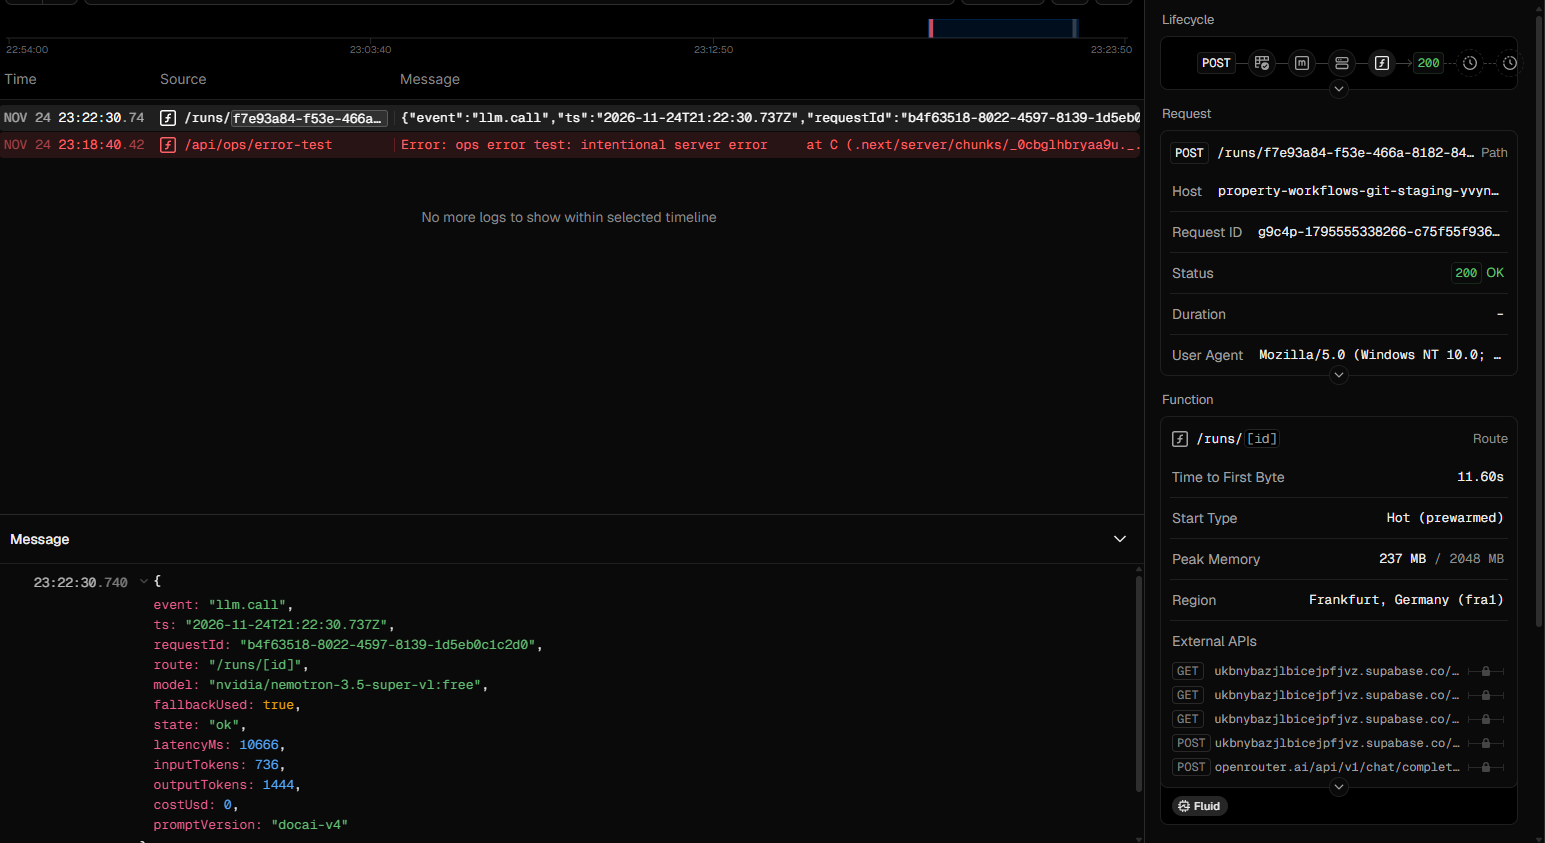 22:54:00 23:03:40 23:12:50 23:23:50
Time Source Message
NOV 24 23:22:30.74 /runs/f7e93a84-f53e-466a… {"event":"llm.call","ts":"2026-11-24T21:22:30.737Z","requestId":"b4f63518-8022-4597-8139-1d5eb0
NOV 24 23:18:40.42 /api/ops/error-test Error: ops error test: intentional server error at C (.next/server/chunks/_0cbglhbryaa9u._.
No more logs to show within selected timeline
Message
23:22:30.740 {
event: "llm.call",
ts: "2026-11-24T21:22:30.737Z",
requestId: "b4f63518-8022-4597-8139-1d5eb0c1c2d0",
route: "/runs/[id]",
model: "nvidia/nemotron-3.5-super-vl:free",
fallbackUsed: true,
state: "ok",
latencyMs: 10666,
inputTokens: 736,
outputTokens: 1444,
costUsd: 0,
promptVersion: "docai-v4"
Lifecycle
POST m 200
Request
POST /runs/f7e93a84-f53e-466a-8182-84… Path
Host property-workflows-git-staging-yvyn…
Request ID g9c4p-1795555338266-c75f55f936…
Status 200 OK
Duration -
User Agent Mozilla/5.0 (Windows NT 10.0; …
Function
/runs/[id] Route
Time to First Byte 11.60s
Start Type Hot (prewarmed)
Peak Memory 237 MB / 2048 MB
Region Frankfurt, Germany (fra1)
External APIs
GET ukbnybazjlbicejpfjvz.supabase.co/…
GET ukbnybazjlbicejpfjvz.supabase.co/…
GET ukbnybazjlbicejpfjvz.supabase.co/…
POST ukbnybazjlbicejpfjvz.supabase.co/…
POST openrouter.ai/api/v1/chat/complet…
Fluid